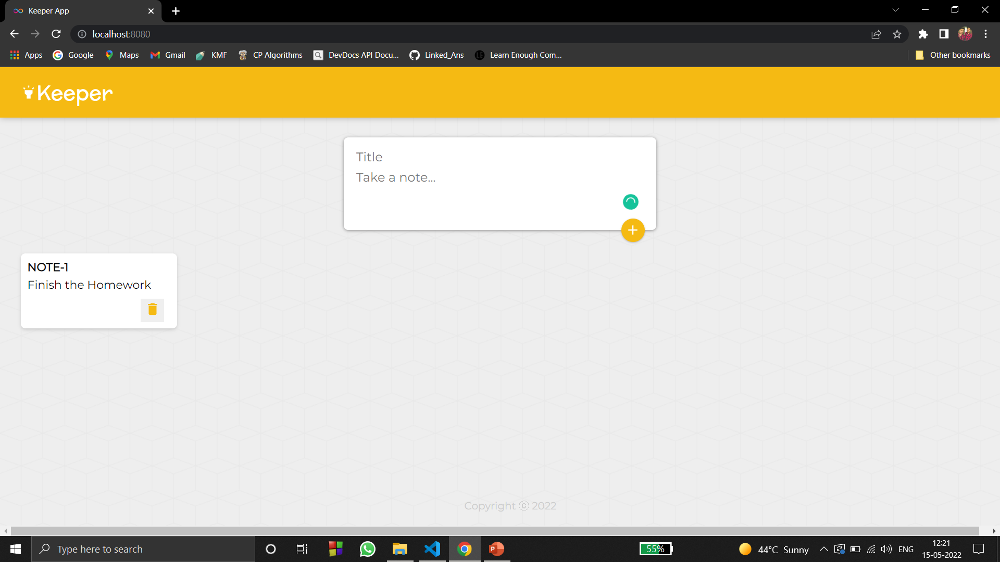 Keeper App
localhost:8080
Apps
Google
Maps
Gmail
KMF
CP Algorithms
DevDocs API Docu...
Linked_Ans
Learn Enough Com...
Other bookmarks
Keeper
Title
Take a note...
NOTE-1
Finish the Homework
Copyright ⓒ 2022
Type here to search
55%
44°C Sunny
ENG
12:21
15-05-2022